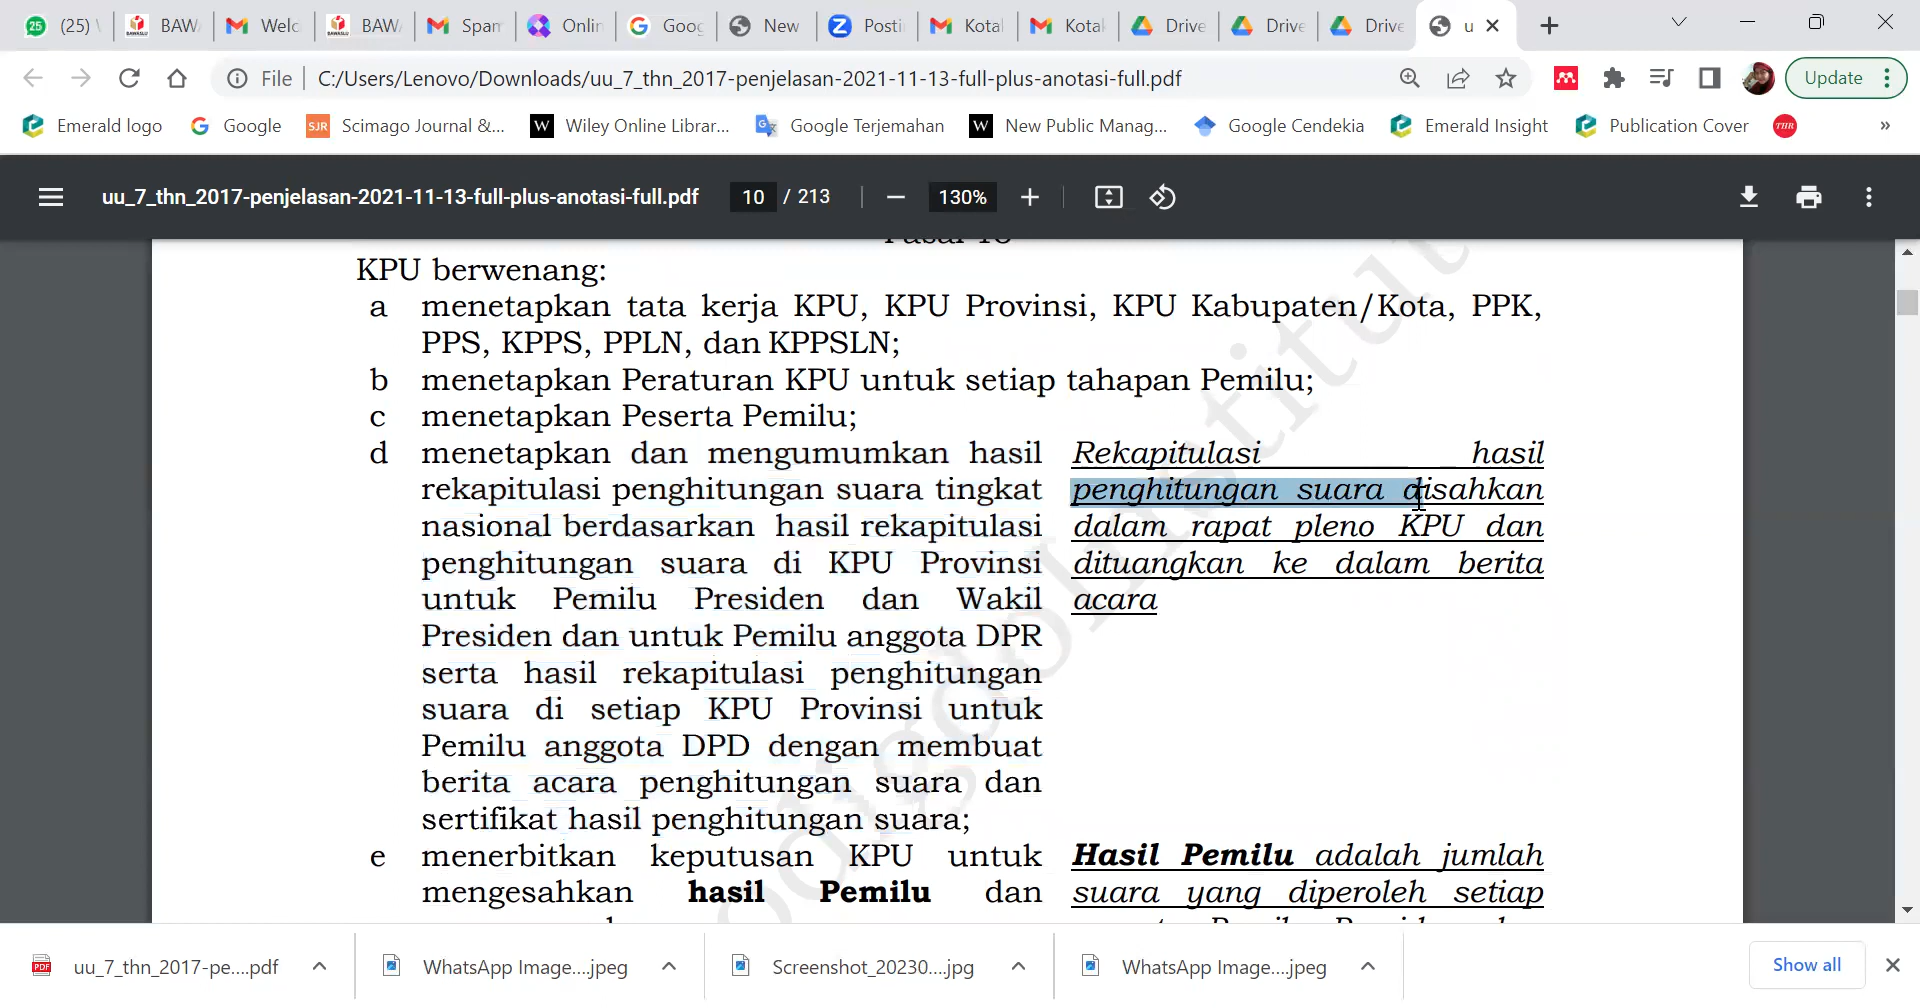 (25) \
BAW
Welc
BAW
Spam
Onlin
Goog
New
Posti
Kotal
Kotak
Drive
Drive
Drive
u
File
C:/Users/Lenovo/Downloads/uu_7_thn_2017-penjelasan-2021-11-13-full-plus-anotasi-full.pdf
Update
Emerald logo
Google
SJR Scimago Journal &...
W Wiley Online Librar...
Google Terjemahan
W New Public Manag...
Google Cendekia
Emerald Insight
Publication Cover
THR
»
uu_7_thn_2017-penjelasan-2021-11-13-full-plus-anotasi-full.pdf
10 / 213
130%
KPU berwenang:
a menetapkan tata kerja KPU, KPU Provinsi, KPU Kabupaten/Kota, PPK,
PPS, KPPS, PPLN, dan KPPSLN;
b menetapkan Peraturan KPU untuk setiap tahapan Pemilu;
c menetapkan Peserta Pemilu;
d menetapkan dan mengumumkan hasil
rekapitulasi penghitungan suara tingkat
nasional berdasarkan hasil rekapitulasi
penghitungan suara di KPU Provinsi
untuk Pemilu Presiden dan Wakil
Presiden dan untuk Pemilu anggota DPR
serta hasil rekapitulasi penghitungan
suara di setiap KPU Provinsi untuk
Pemilu anggota DPD dengan membuat
berita acara penghitungan suara dan
sertifikat hasil penghitungan suara;
Rekapitulasi hasil
penghitungan suara disahkan
dalam rapat pleno KPU dan
dituangkan ke dalam berita
acara
e menerbitkan keputusan KPU untuk
mengesahkan hasil Pemilu dan
Hasil Pemilu adalah jumlah
suara yang diperoleh setiap
uu_7_thn_2017-pe....pdf
WhatsApp Image....jpeg
Screenshot_20230....jpg
WhatsApp Image....jpeg
Show all